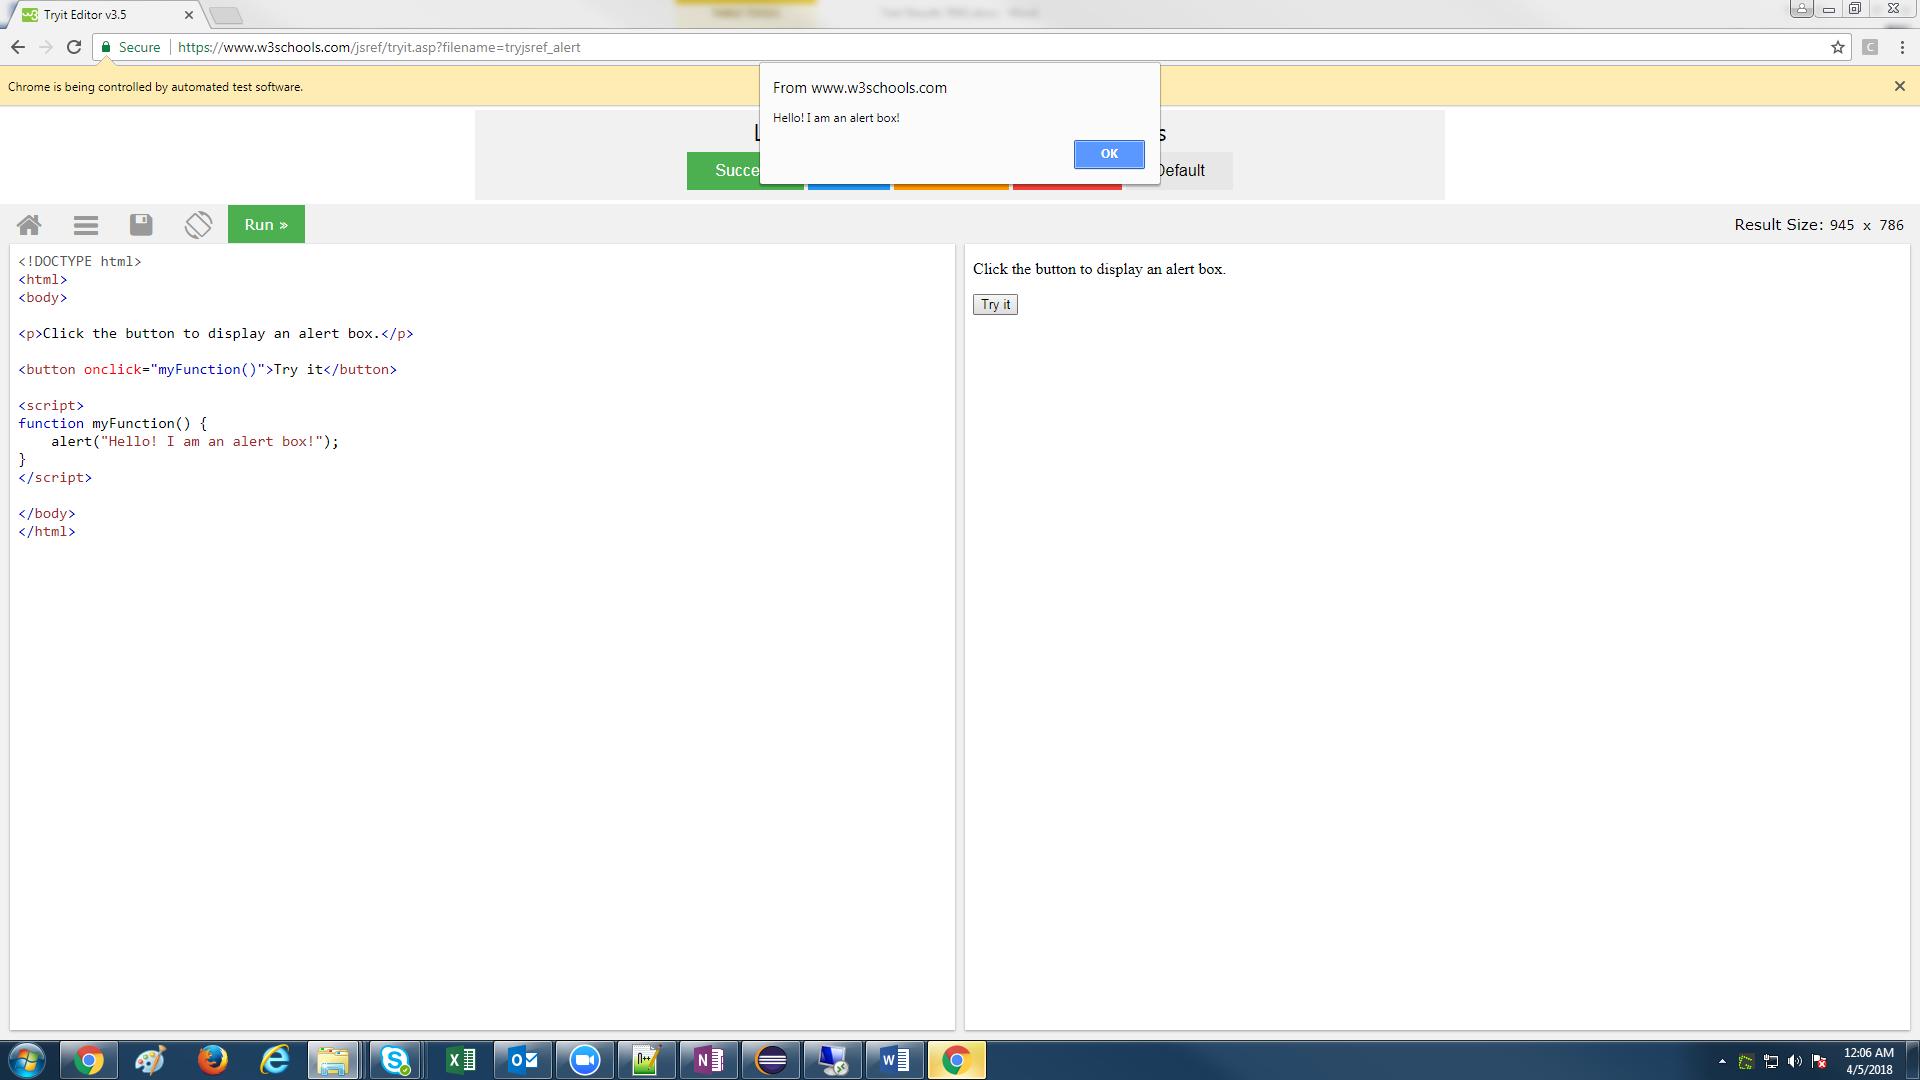 Tryit Editor v3.5
Secure
https://www.w3schools.com/jsref/tryit.asp?filename=tryjsref_alert
C
Chrome is being controlled by automated test software.
From www.w3schools.com
Hello! I am an alert box!
OK
Default
Run »
Result Size: 945 x 786
<!DOCTYPE html>
<html>
<body>
<p>Click the button to display an alert box.</p>
<button onclick="myFunction()">Try it</button>
<script>
function myFunction() {
alert("Hello! I am an alert box!");
}
</script>
</body>
</html>
Click the button to display an alert box.
Try it
12:06 AM
4/5/2018